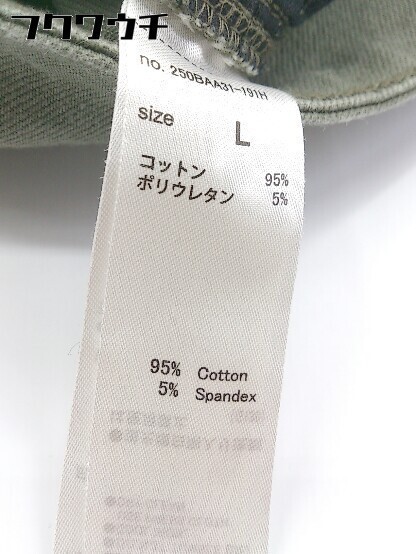 フクワウチ
no. 250BAA31-191H
size L
コットン 95%
ポリウレタン 5%
95% Cotton
5% Spandex